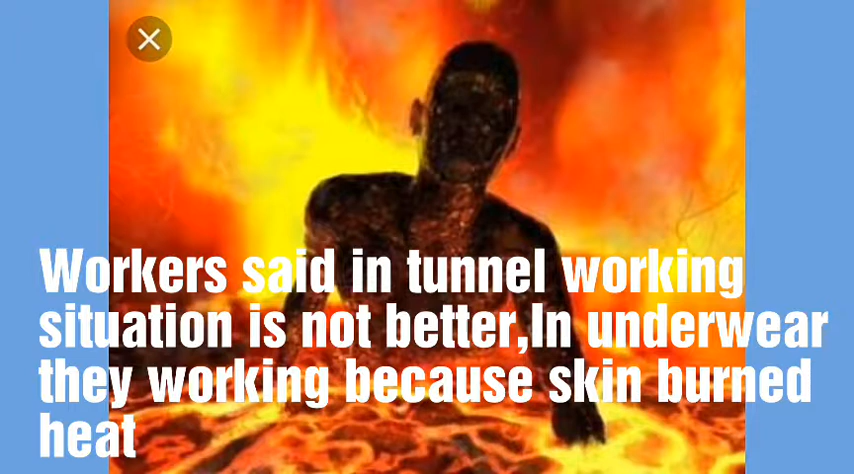 Workers said in tunnel working
situation is not better,In underwear
they working because skin burned
heat